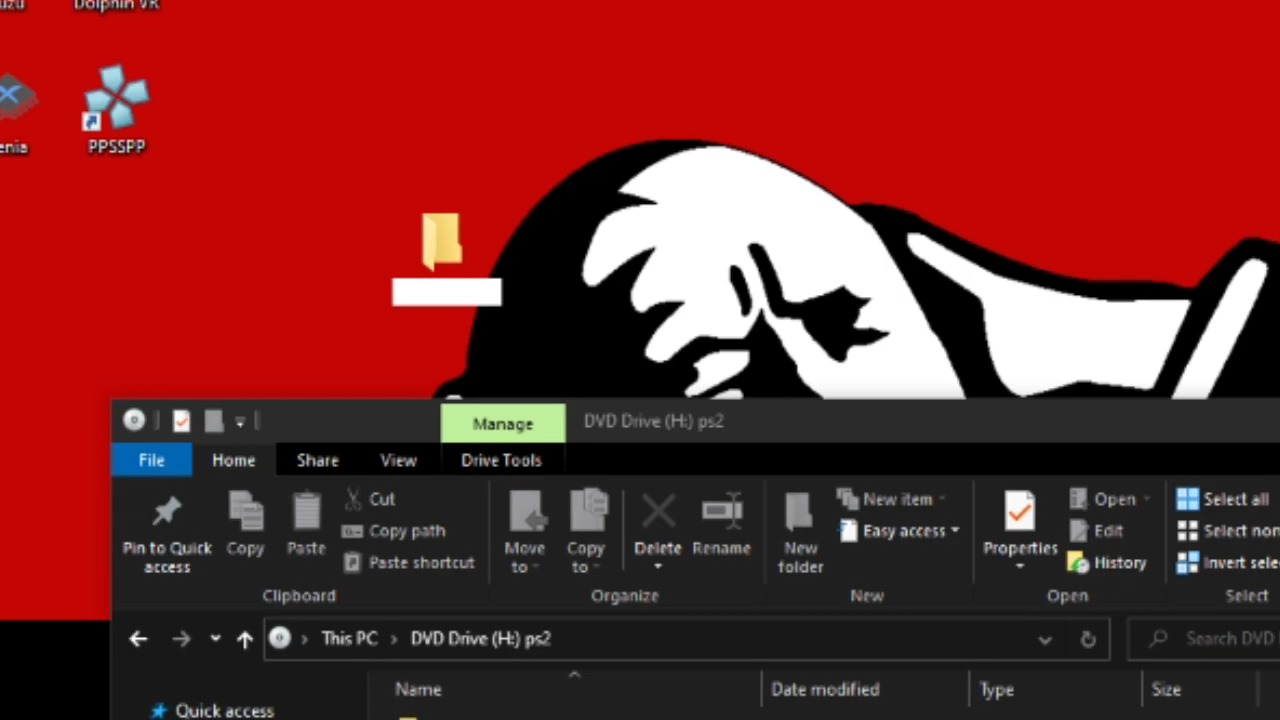 Dolphin VR
PPSSPP
Manage
DVD Drive (H:) ps2
File
Home
Share
View
Drive Tools
Pin to Quick
access
Copy
Paste
Cut
Copy path
Paste shortcut
Clipboard
Move
to
Copy
to
Delete
Rename
Organize
New
folder
New item
Easy access
New
Properties
Open
Edit
History
Open
Select all
Select
Invert
Select
This PC
DVD Drive (H:) ps2
Search DVD
Name
Date modified
Type
Size
Quick access